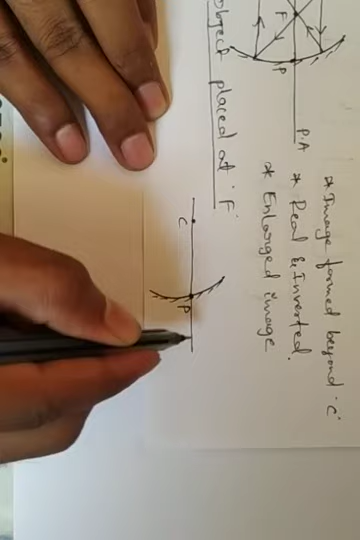 F
P
P.A
* Image formed beyond 'C'
* Real & Inverted.
* Enlarged image
object placed at 'F'
C
P